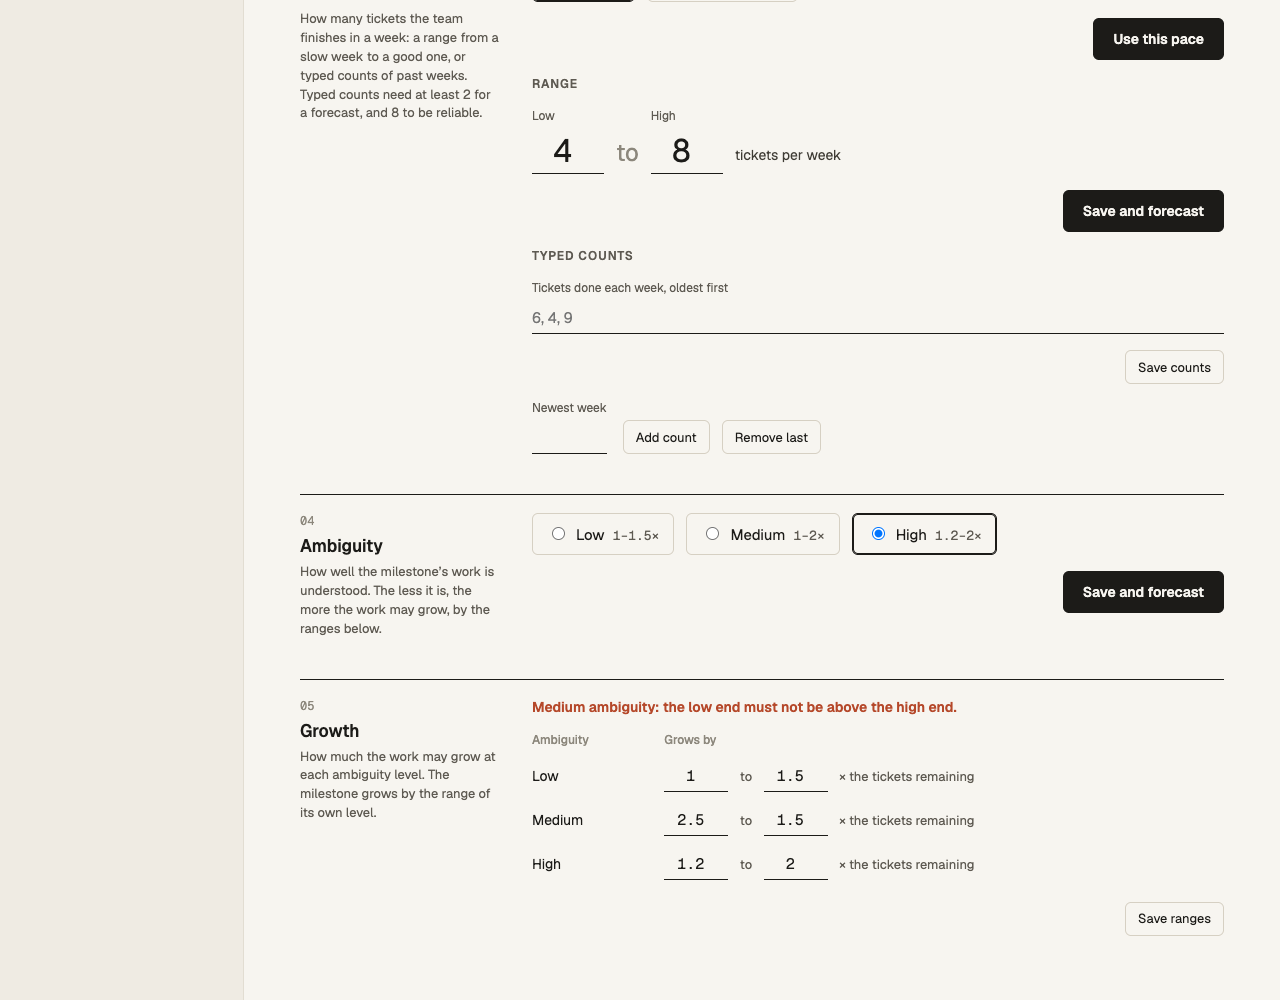 How many tickets the team
finishes in a week: a range from a
slow week to a good one, or
typed counts of past weeks.
Typed counts need at least 2 for
a forecast, and 8 to be reliable.
Use this pace
RANGE
Low High
4 to 8 tickets per week
Save and forecast
TYPED COUNTS
Tickets done each week, oldest first
6, 4, 9
Save counts
Newest week
Add count Remove last
04
Ambiguity
How well the milestone’s work is
understood. The less it is, the
more the work may grow, by the
ranges below.
Low 1–1.5× Medium 1–2× High 1.2–2×
Save and forecast
05
Growth
How much the work may grow at
each ambiguity level. The
milestone grows by the range of
its own level.
Medium ambiguity: the low end must not be above the high end.
Ambiguity Grows by
Low 1 to 1.5 × the tickets remaining
Medium 2.5 to 1.5 × the tickets remaining
High 1.2 to 2 × the tickets remaining
Save ranges